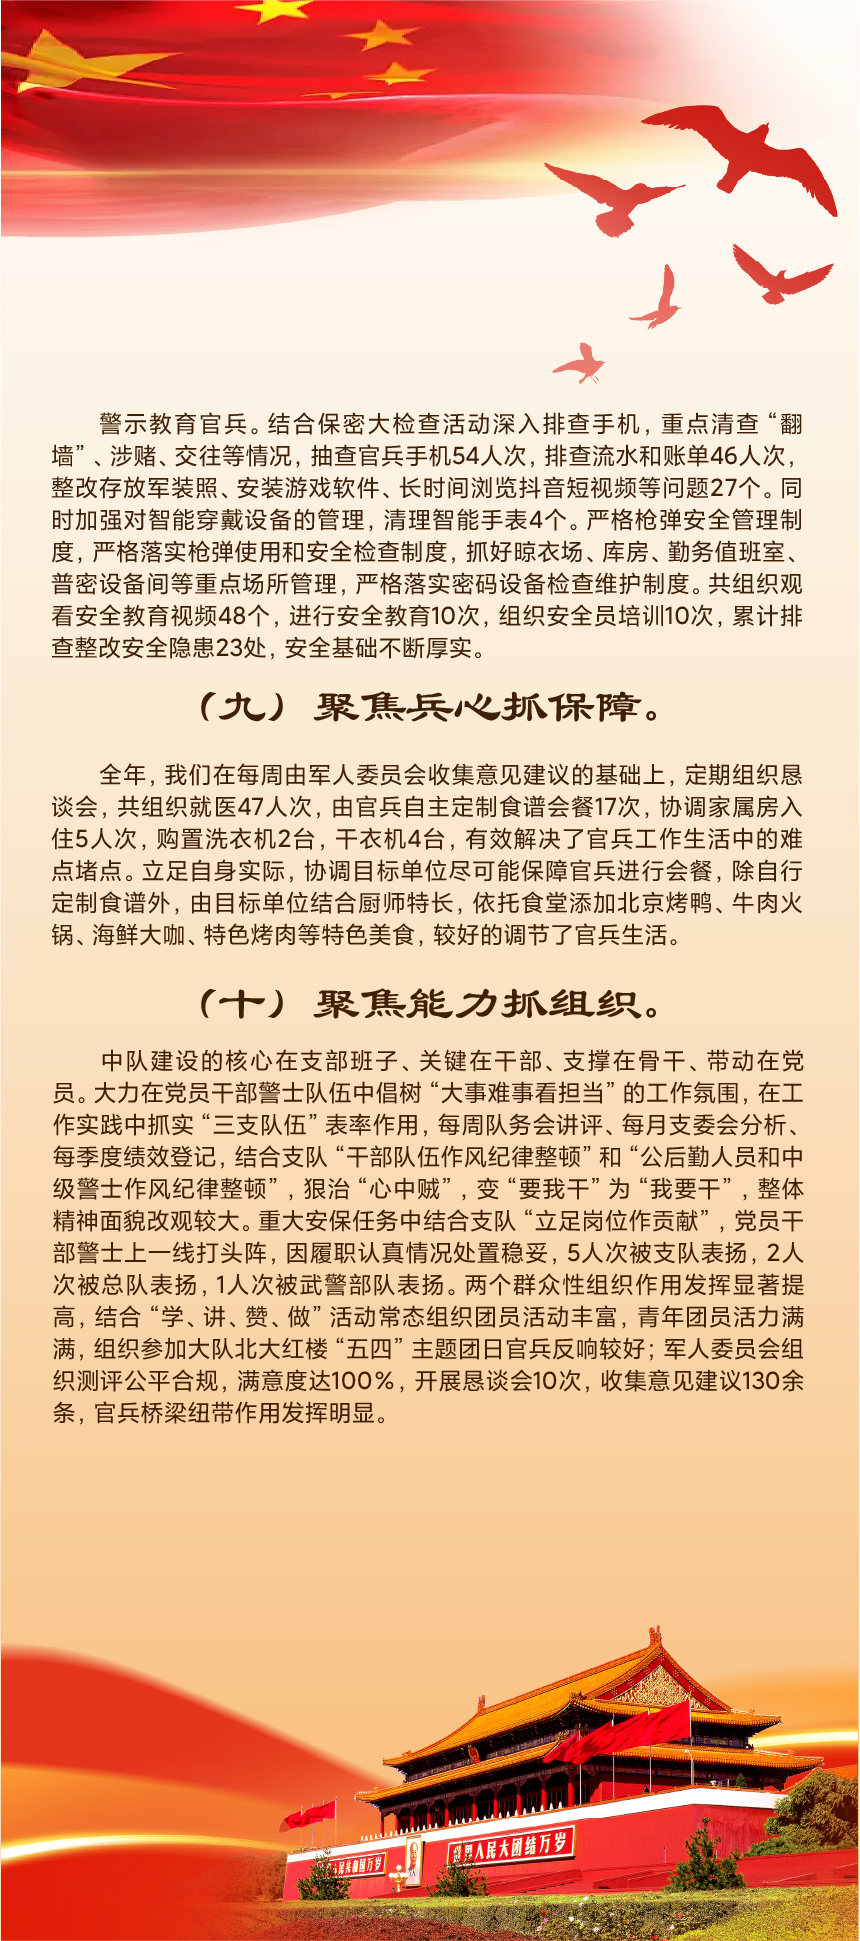 警示教育官兵。结合保密大检查活动深入排查手机，重点清查“翻
墙”、涉赌、交往等情况，抽查官兵手机54人次，排查流水和账单46人次，
整改存放军装照、安装游戏软件、长时间浏览抖音短视频等问题27个。同
时加强对智能穿戴设备的管理，清理智能手表4个。严格枪弹安全管理制
度，严格落实枪弹使用和安全检查制度，抓好晾衣场、库房、勤务值班室、
普密设备间等重点场所管理，严格落实密码设备检查维护制度。共组织观
看安全教育视频48个，进行安全教育10次，组织安全员培训10次，累计排
查整改安全隐患23处，安全基础不断厚实。
（九）聚焦兵心抓保障。
全年，我们在每周由军人委员会收集意见建议的基础上，定期组织恳
谈会，共组织就医47人次，由官兵自主定制食谱会餐17次，协调家属房入
住5人次，购置洗衣机2台，干衣机4台，有效解决了官兵工作生活中的难
点堵点。立足自身实际，协调目标单位尽可能保障官兵进行会餐，除自行
定制食谱外，由目标单位结合厨师特长，依托食堂添加北京烤鸭、牛肉火
锅、海鲜大咖、特色烤肉等特色美食，较好的调节了官兵生活。
（十）聚焦能力抓组织。
中队建设的核心在支部班子、关键在干部、支撑在骨干、带动在党
员。大力在党员干部警士队伍中倡树“大事难事看担当”的工作氛围，在工
作实践中抓实“三支队伍”表率作用，每周队务会讲评、每月支委会分析、
每季度绩效登记，结合支队“干部队伍作风纪律整顿”和“公后勤人员和中
级警士作风纪律整顿”，狠治“心中贼”，变“要我干”为“我要干”，整体
精神面貌改观较大。重大安保任务中结合支队“立足岗位作贡献”，党员干
部警士上一线打头阵，因履职认真情况处置稳妥，5人次被支队表扬，2人
次被总队表扬，1人次被武警部队表扬。两个群众性组织作用发挥显著提
高，结合“学、讲、赞、做”活动常态组织团员活动丰富，青年团员活力满
满，组织参加大队北大红楼“五四”主题团日官兵反响较好；军人委员会组
织测评公平合规，满意度达100%，开展恳谈会10次，收集意见建议130余
条，官兵桥梁纽带作用发挥明显。
人民共和国万岁
世界人民大团结万岁